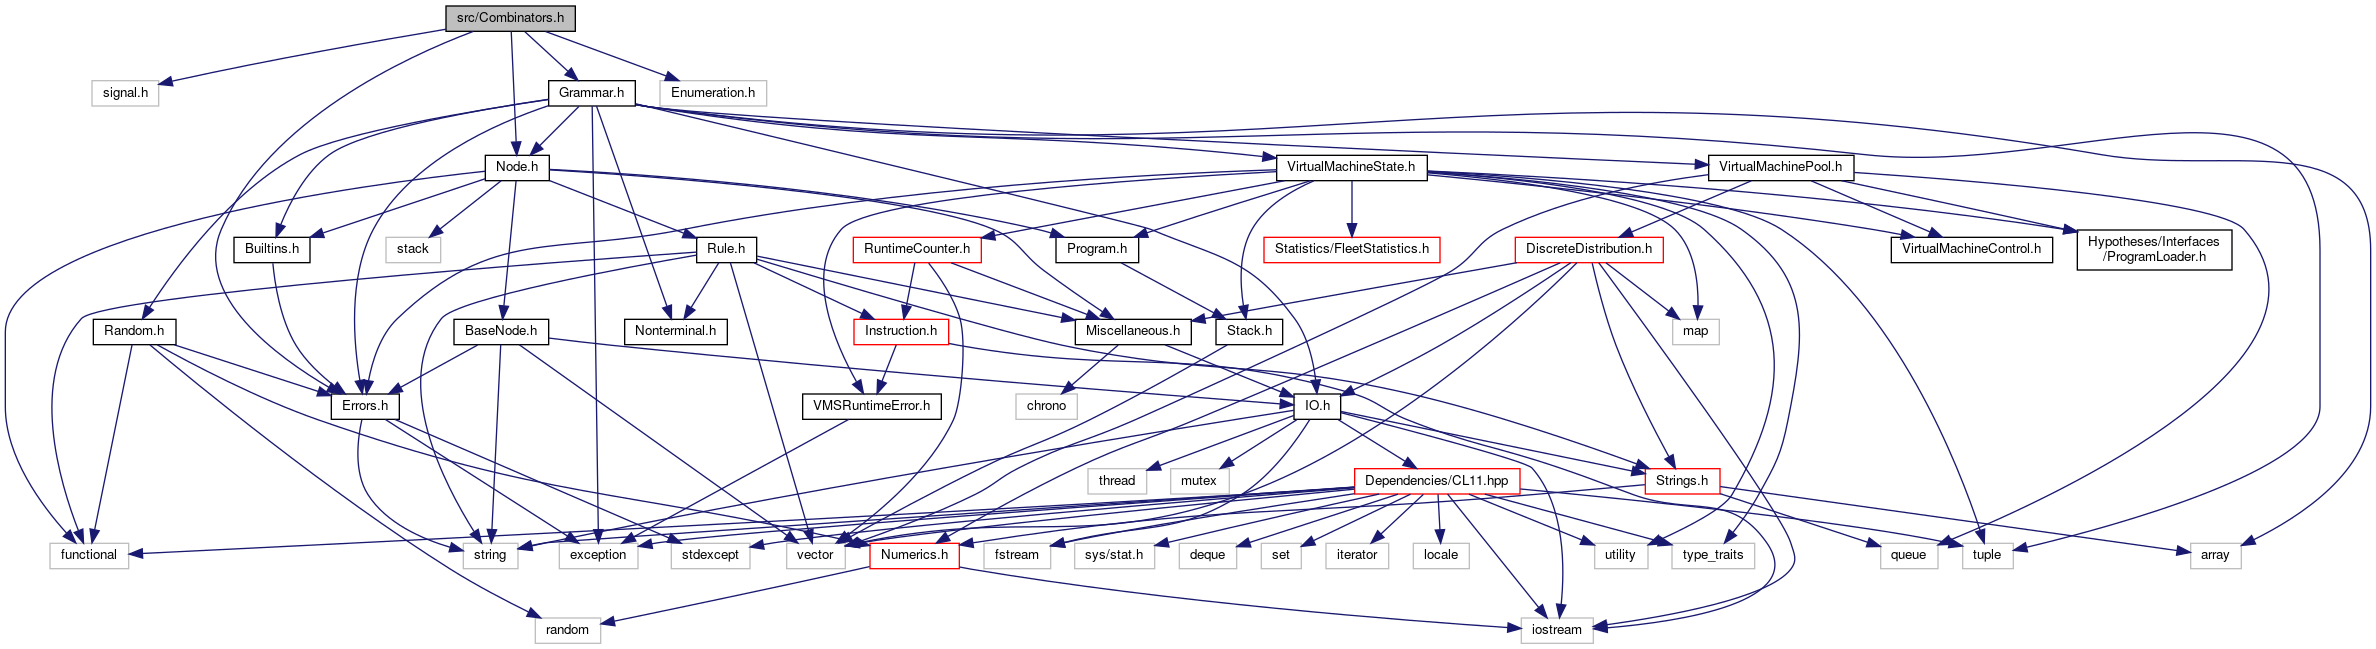 src/Combinators.h
signal.h
Grammar.h
Enumeration.h
Node.h
VirtualMachineState.h
VirtualMachinePool.h
Builtins.h
stack
Rule.h
RuntimeCounter.h
Program.h
Statistics/FleetStatistics.h
DiscreteDistribution.h
VirtualMachineControl.h
Hypotheses/Interfaces
/ProgramLoader.h
Random.h
BaseNode.h
Nonterminal.h
Instruction.h
Miscellaneous.h
Stack.h
map
Errors.h
VMSRuntimeError.h
chrono
IO.h
thread
mutex
Dependencies/CL11.hpp
Strings.h
functional
string
exception
stdexcept
vector
Numerics.h
fstream
sys/stat.h
deque
set
iterator
locale
utility
type_traits
queue
tuple
array
random
iostream